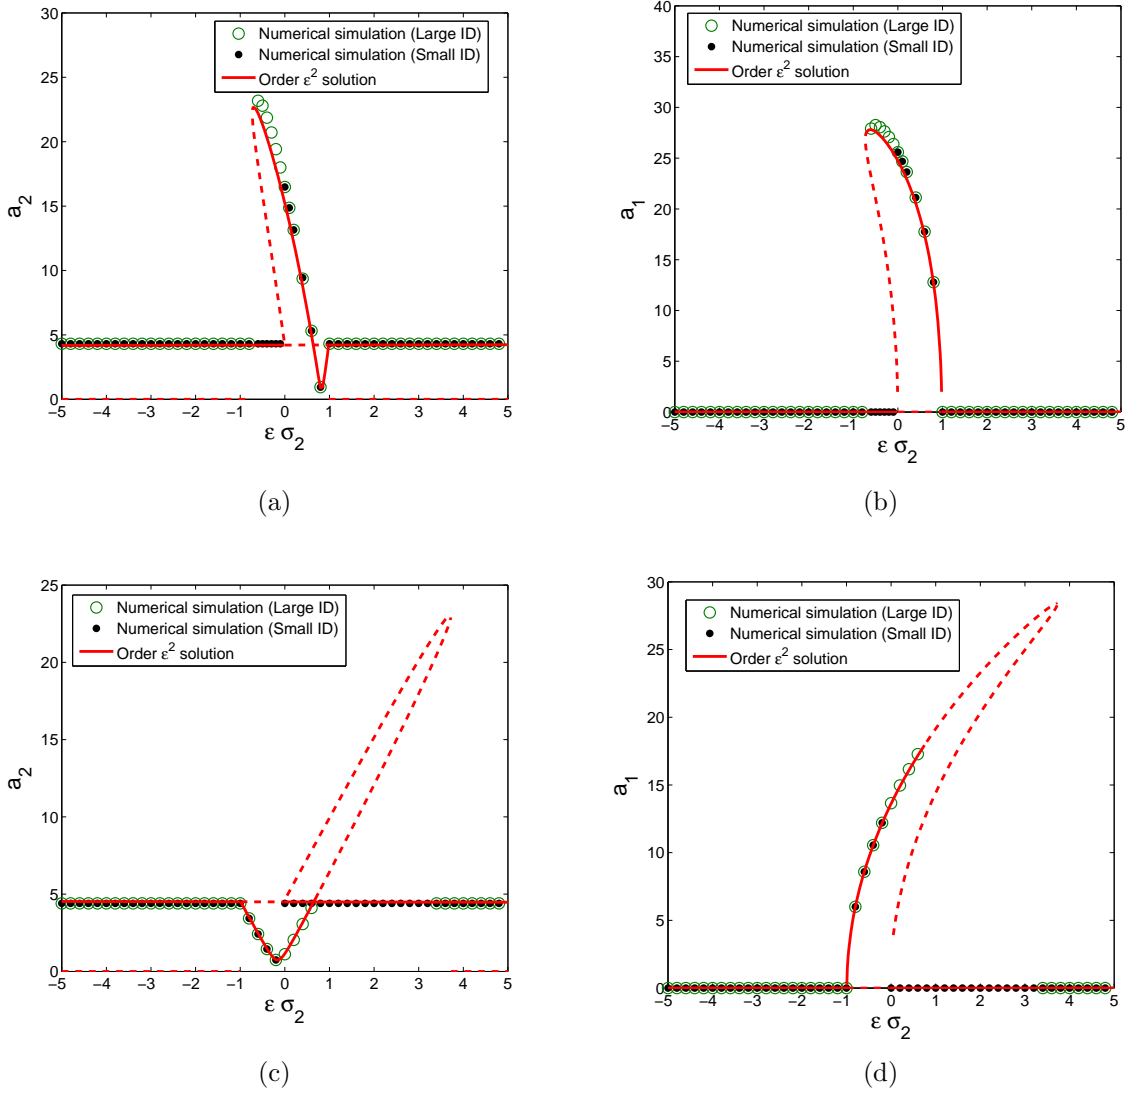 30
25
20
15
10
5
0
a2
Numerical simulation (Large ID)
Numerical simulation (Small ID)
Order ε² solution
−5 −4 −3 −2 −1 0 1 2 3 4 5
ε σ2
(a)
40
35
30
25
20
15
10
5
0
a1
Numerical simulation (Large ID)
Numerical simulation (Small ID)
Order ε² solution
−5 −4 −3 −2 −1 0 1 2 3 4 5
ε σ2
(b)
25
20
15
10
5
0
a2
Numerical simulation (Large ID)
Numerical simulation (Small ID)
Order ε² solution
−5 −4 −3 −2 −1 0 1 2 3 4 5
ε σ2
(c)
30
25
20
15
10
5
0
a1
Numerical simulation (Large ID)
Numerical simulation (Small ID)
Order ε² solution
−5 −4 −3 −2 −1 0 1 2 3 4 5
ε σ2
(d)